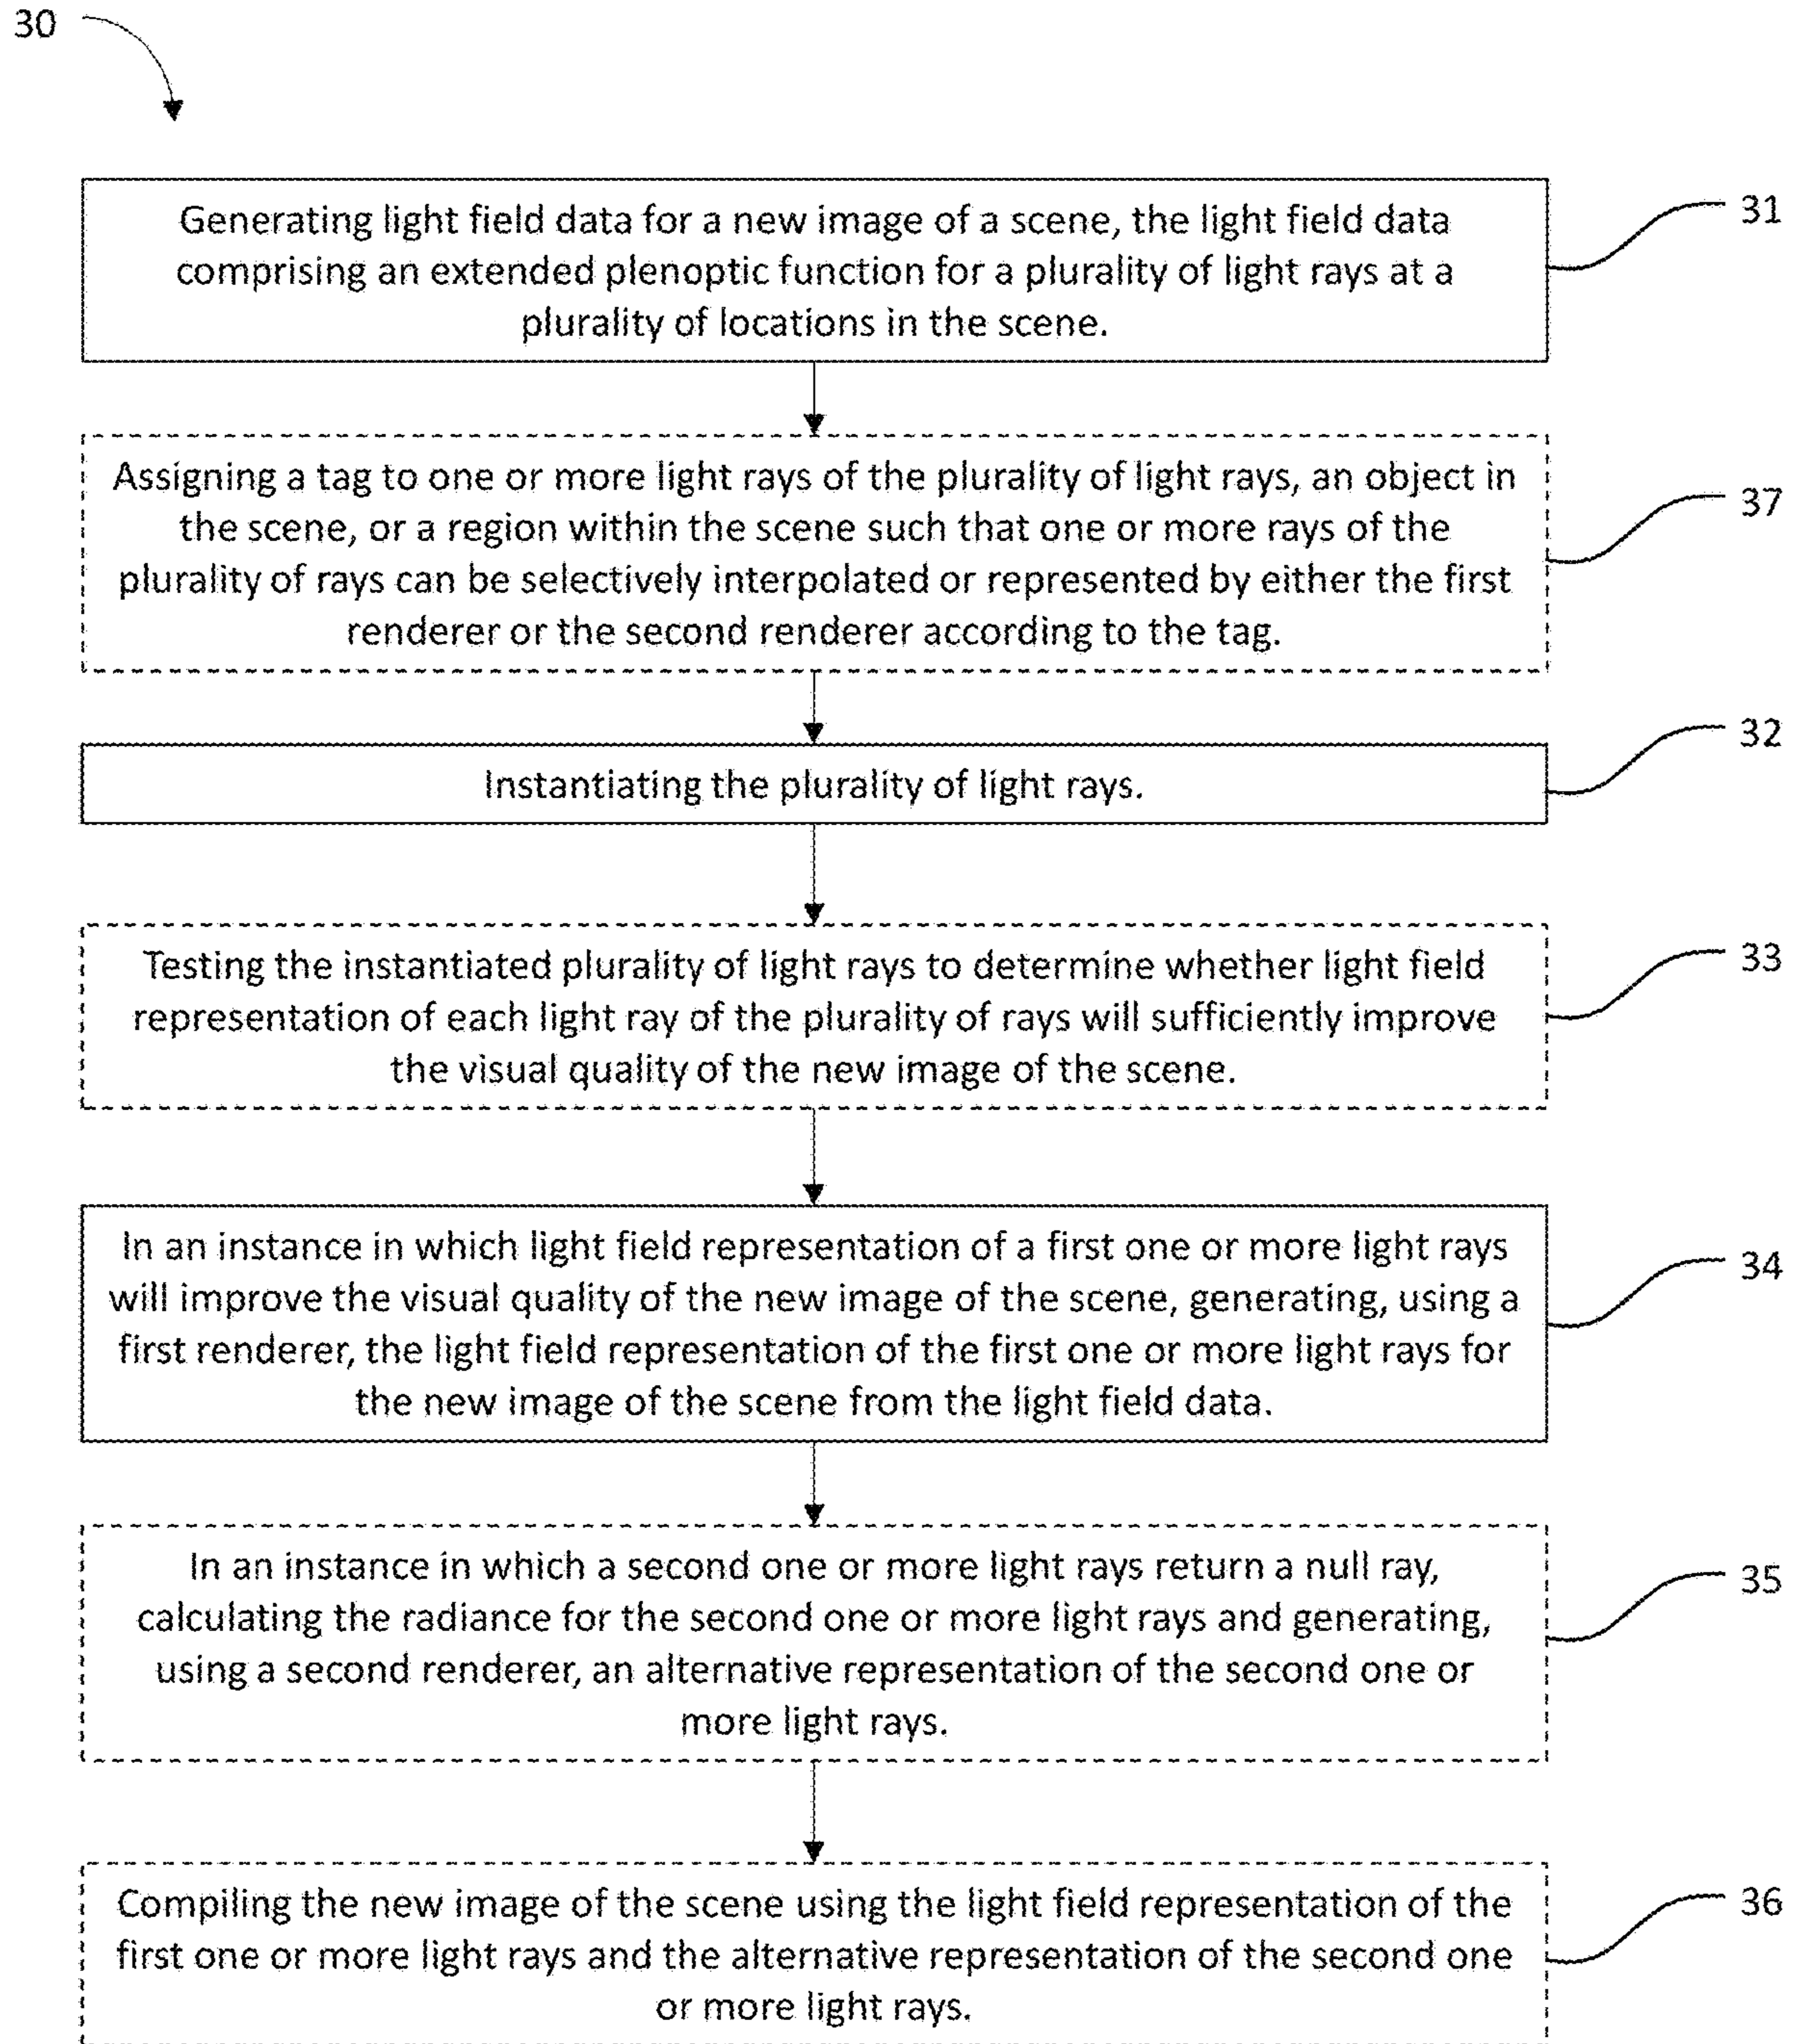 30
Generating light field data for a new image of a scene, the light field data
comprising an extended plenoptic function for a plurality of light rays at a
plurality of locations in the scene.
31
Assigning a tag to one or more light rays of the plurality of light rays, an object in
the scene, or a region within the scene such that one or more rays of the
plurality of rays can be selectively interpolated or represented by either the first
renderer or the second renderer according to the tag.
37
Instantiating the plurality of light rays.
32
Testing the instantiated plurality of light rays to determine whether light field
representation of each light ray of the plurality of rays will sufficiently improve
the visual quality of the new image of the scene.
33
In an instance in which light field representation of a first one or more light rays
will improve the visual quality of the new image of the scene, generating, using a
first renderer, the light field representation of the first one or more light rays for
the new image of the scene from the light field data.
34
In an instance in which a second one or more light rays return a null ray,
calculating the radiance for the second one or more light rays and generating,
using a second renderer, an alternative representation of the second one or
more light rays.
35
Compiling the new image of the scene using the light field representation of the
first one or more light rays and the alternative representation of the second one
or more light rays.
36